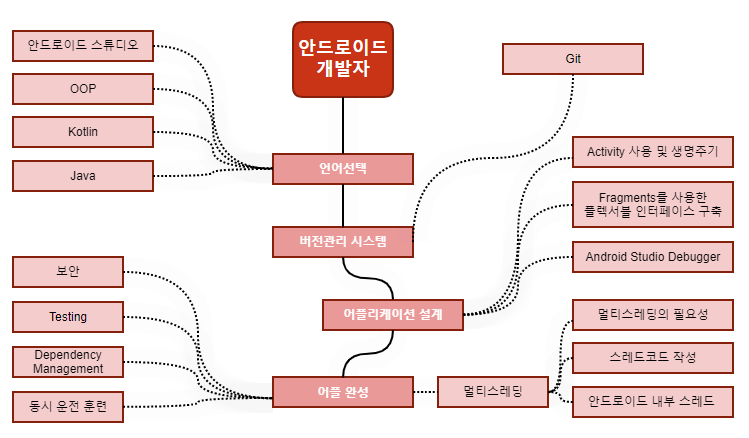 안드로이드
개발자
안드로이드 스튜디오
OOP
Kotlin
Java
언어선택
Git
버전관리 시스템
Activity 사용 및 생명주기
Fragments를 사용한
플렉서블 인터페이스 구축
Android Studio Debugger
어플리케이션 설계
보안
Testing
Dependency
Management
동시 운전 훈련
어플 완성
멀티스레딩
멀티스레딩의 필요성
스레드코드 작성
안드로이드 내부 스레드